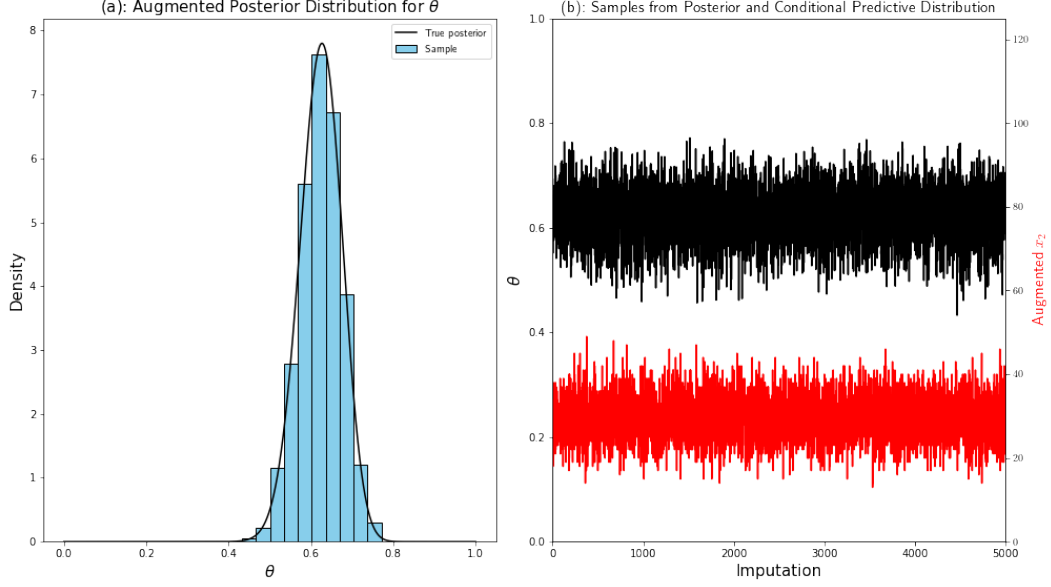 (a): Augmented Posterior Distribution for θ
True posterior
Sample
8
7
6
5
4
3
2
1
0
Density
0.0 0.2 0.4 0.6 0.8 1.0
θ
(b): Samples from Posterior and Conditional Predictive Distribution
1.0
0.8
0.6
0.4
0.2
0.0
θ
120
100
80
60
40
20
0
Augmented x₂
0 1000 2000 3000 4000 5000
Imputation